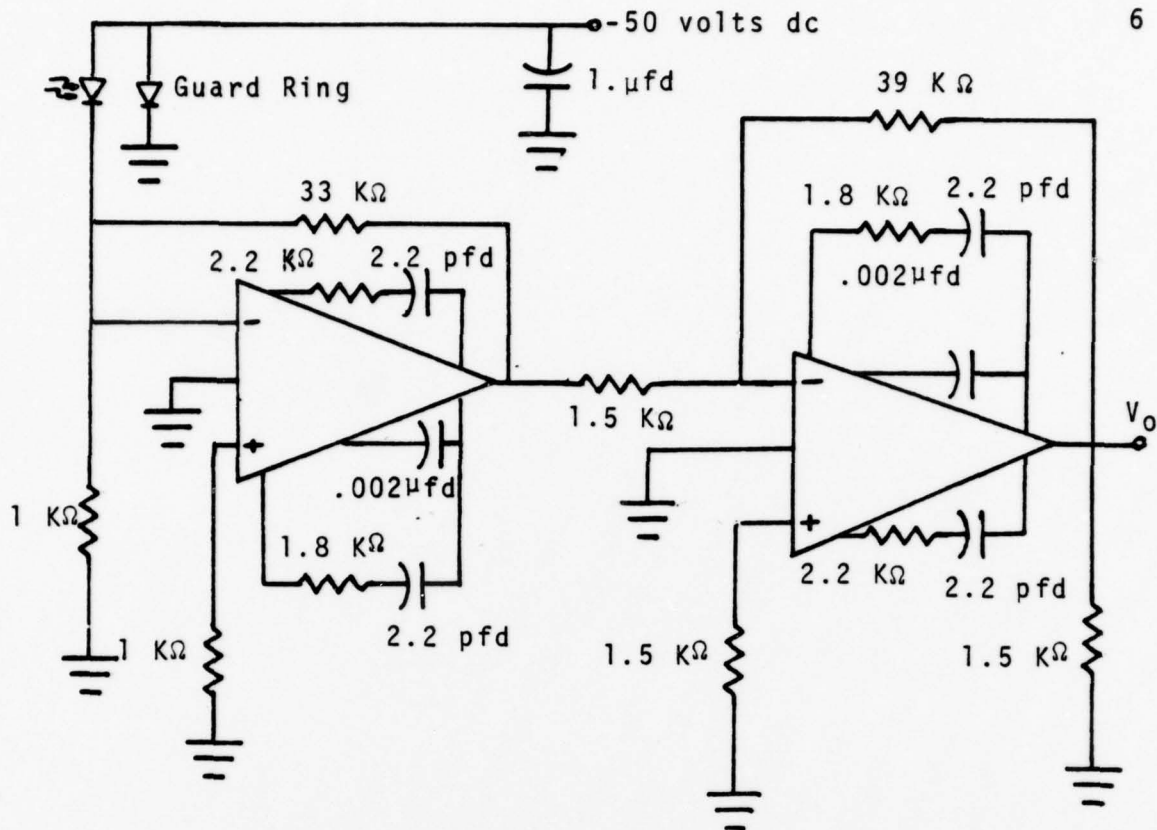 -50 volts dc
6
Guard Ring
1.µfd
39 KΩ
33 KΩ
1.8 KΩ
2.2 pfd
2.2 KΩ
2.2 pfd
.002µfd
-
-
1.5 KΩ
Vo
+
.002µfd
1 KΩ
+
1.8 KΩ
2.2 KΩ
2.2 pfd
2.2 pfd
1 KΩ
1.5 KΩ
1.5 KΩ